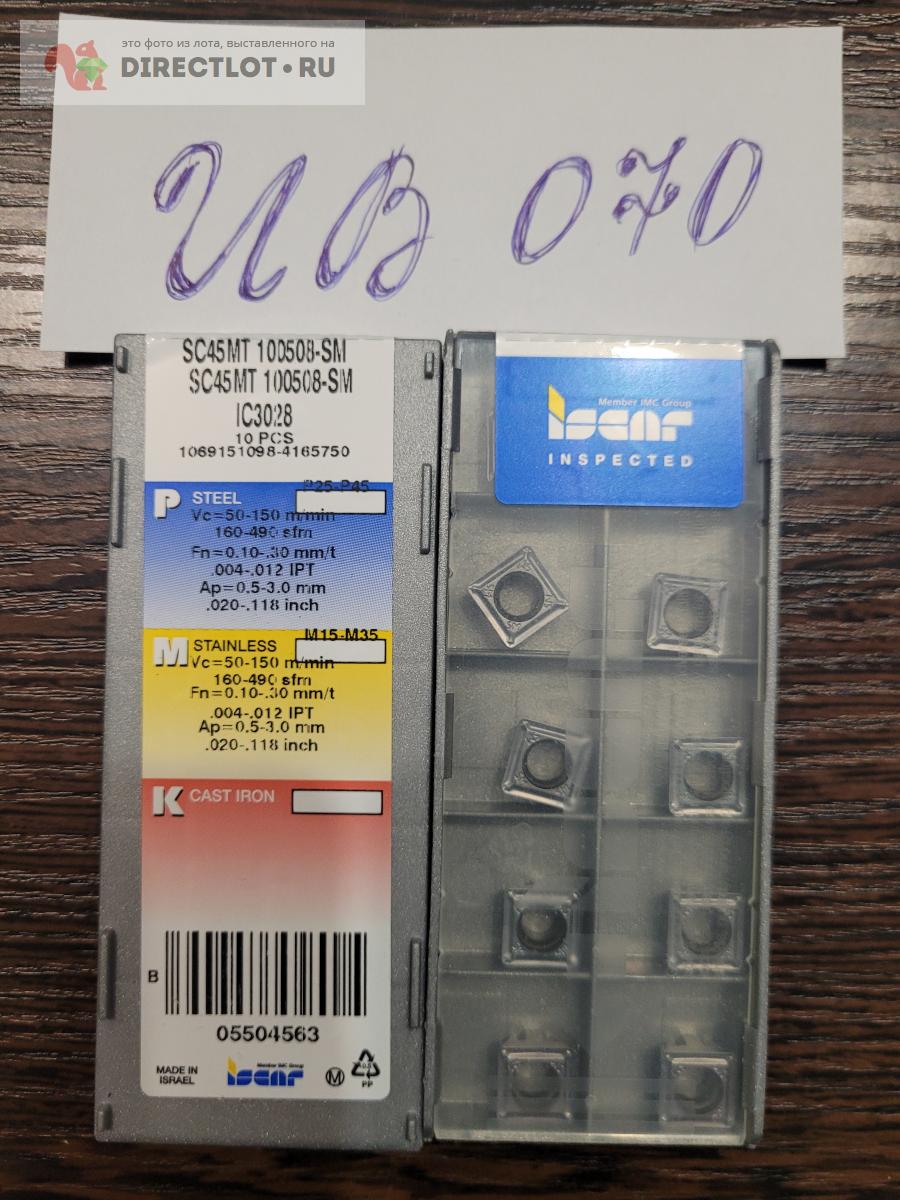 это фото из лота, выставленного на
DIRECTLOT.RU
ИВ 070
SC45MT 100508-SM
SC45MT 100508-SM
IC3028
10 PCS
1069151098-4165750
P STEEL P25-P45
Vc=50-150 m/min
160-490 sfm
Fn=0.10-.30 mm/t
.004-.012 IPT
Ap=0.5-3.0 mm
.020-.118 inch
M STAINLESS M15-M35
Vc=50-150 m/min
160-490 sfm
Fn=0.10-.30 mm/t
.004-.012 IPT
Ap=0.5-3.0 mm
.020-.118 inch
K CAST IRON
B
05504563
MADE IN
ISRAEL
Member IMC Group
iscar
M
PP
Member IMC Group
iscar
INSPECTED